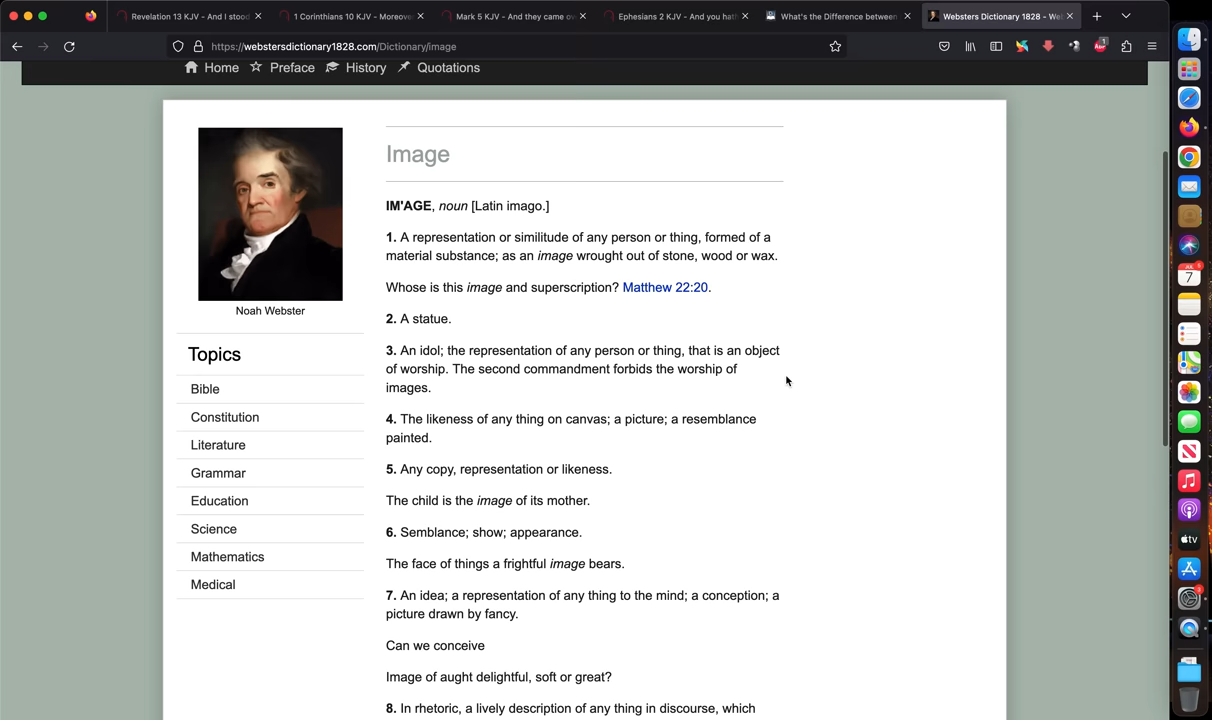 Revelation 13 KJV - And I stood
1 Corinthians 10 KJV - Moreove
Mark 5 KJV - And they came o
Ephesians 2 KJV - And you hat
What's the Difference between
Websters Dictionary 1828 - We
https://webstersdictionary1828.com/Dictionary/image
Home Preface History Quotations
Noah Webster
Topics
Bible
Constitution
Literature
Grammar
Education
Science
Mathematics
Medical
Image
IM'AGE, noun [Latin imago.]
1. A representation or similitude of any person or thing, formed of a
material substance; as an image wrought out of stone, wood or wax.
Whose is this image and superscription? Matthew 22:20.
2. A statue.
3. An idol; the representation of any person or thing, that is an object
of worship. The second commandment forbids the worship of
images.
4. The likeness of any thing on canvas; a picture; a resemblance
painted.
5. Any copy, representation or likeness.
The child is the image of its mother.
6. Semblance; show; appearance.
The face of things a frightful image bears.
7. An idea; a representation of any thing to the mind; a conception; a
picture drawn by fancy.
Can we conceive
Image of aught delightful, soft or great?
8. In rhetoric, a lively description of any thing in discourse, which
7
tv